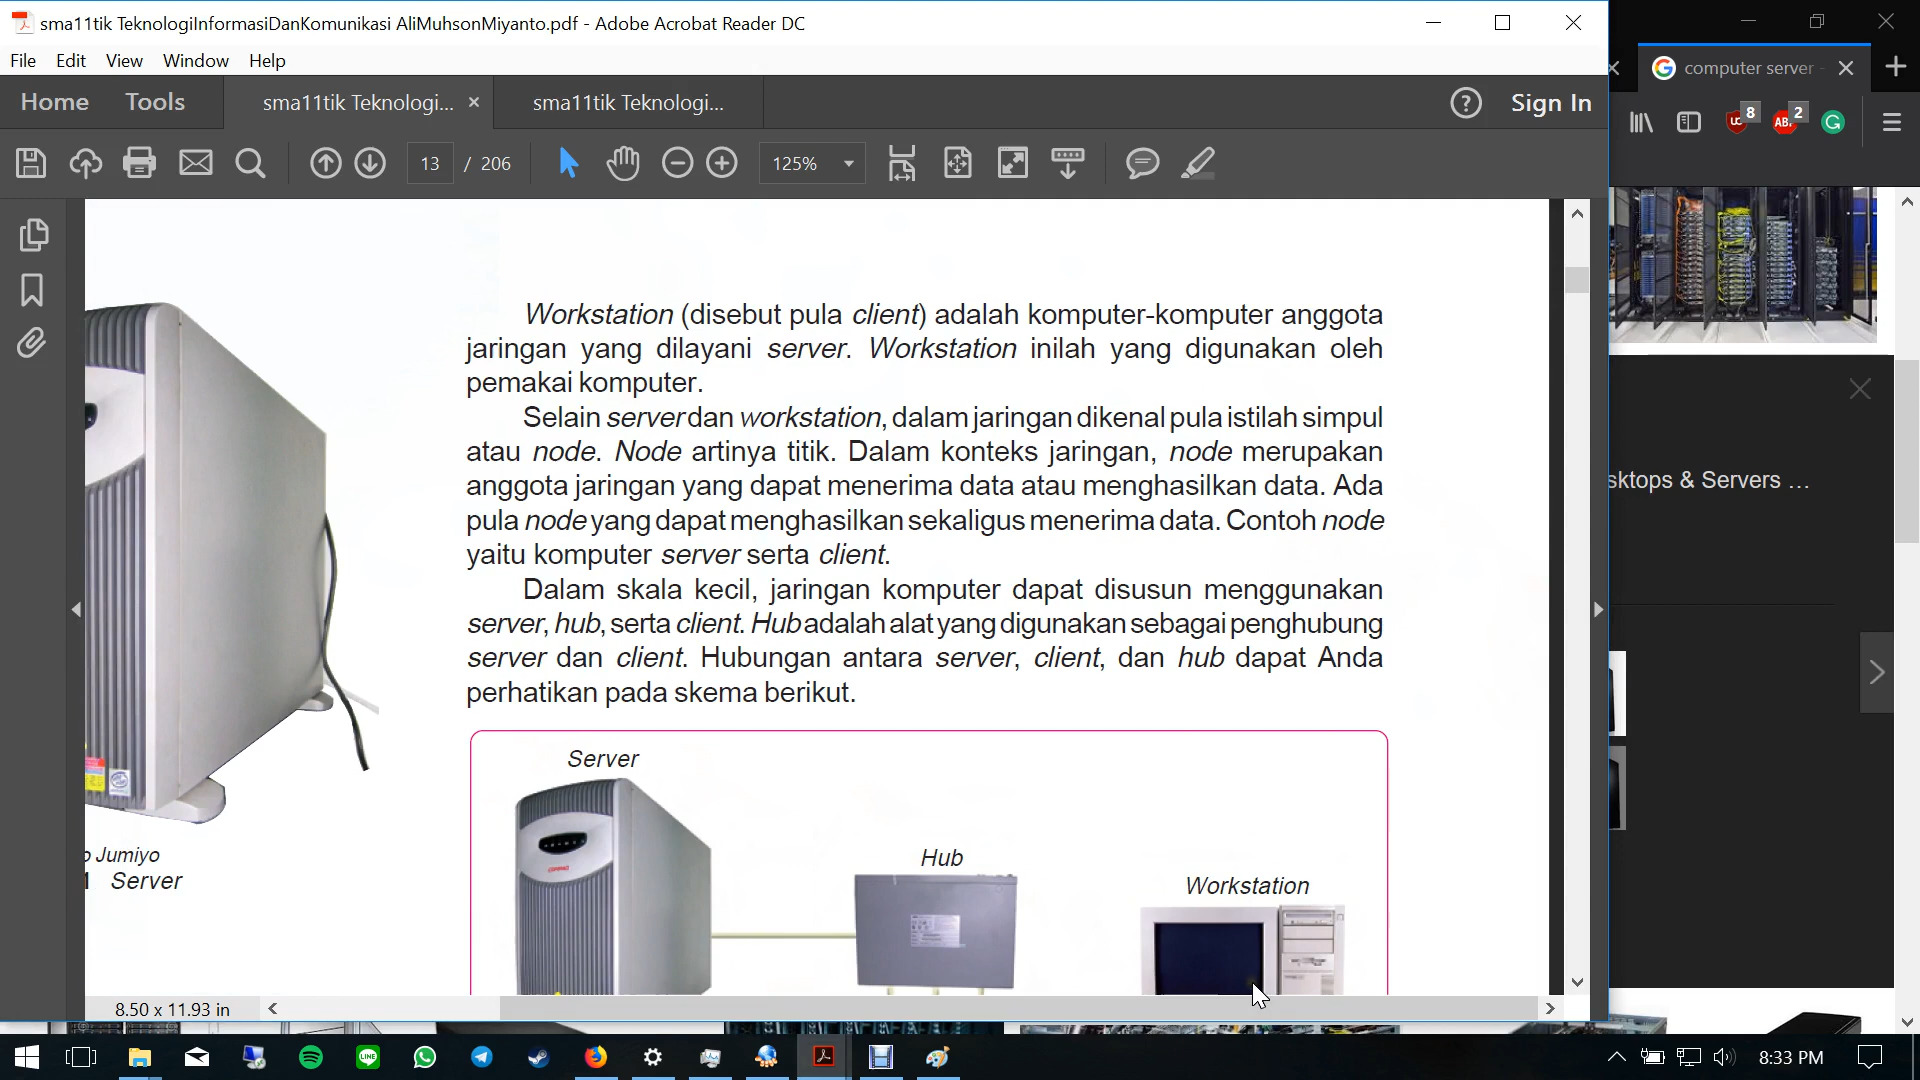 sma11tik TeknologiInformasiDanKomunikasi AliMuhsonMiyanto.pdf - Adobe Acrobat Reader DC
File Edit View Window Help
Home Tools sma11tik Teknologi... sma11tik Teknologi... Sign In
13 / 206 125%
Workstation (disebut pula client) adalah komputer-komputer anggota
jaringan yang dilayani server. Workstation inilah yang digunakan oleh
pemakai komputer.
Selain server dan workstation, dalam jaringan dikenal pula istilah simpul
atau node. Node artinya titik. Dalam konteks jaringan, node merupakan
anggota jaringan yang dapat menerima data atau menghasilkan data. Ada
pula node yang dapat menghasilkan sekaligus menerima data. Contoh node
yaitu komputer server serta client.
Dalam skala kecil, jaringan komputer dapat disusun menggunakan
server, hub, serta client. Hub adalah alat yang digunakan sebagai penghubung
server dan client. Hubungan antara server, client, dan hub dapat Anda
perhatikan pada skema berikut.
Server
Hub
Workstation
Jumiyo
1 Server
8.50 x 11.93 in
computer server
8
ABP 2
sktops & Servers ...
LINE
8:33 PM